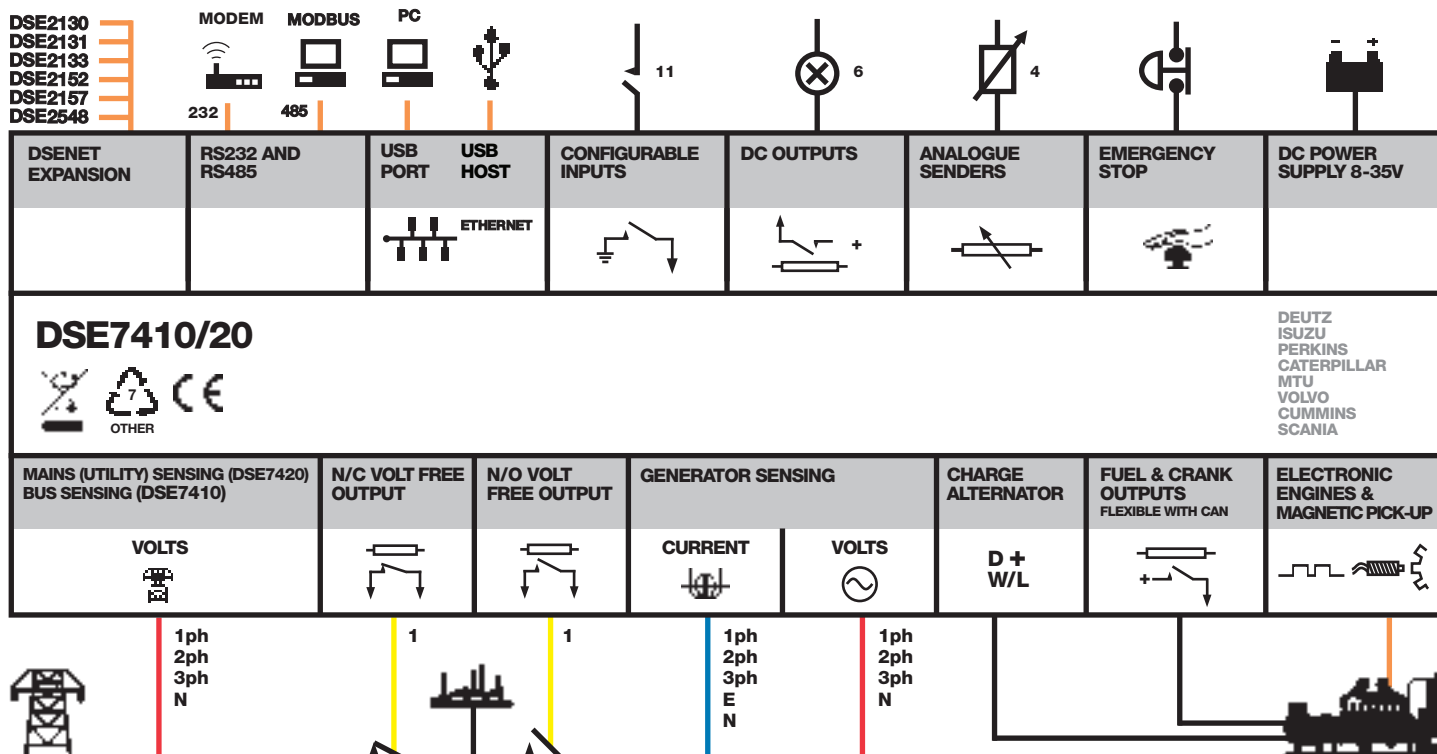 DSE2130
DSE2131
DSE2133
DSE2152
DSE2157
DSE2548
MODEM
MODBUS
PC
232
485
11
6
4
- +
DSENET
EXPANSION
RS232 AND
RS485
USB
PORT
USB
HOST
CONFIGURABLE
INPUTS
DC OUTPUTS
ANALOGUE
SENDERS
EMERGENCY
STOP
DC POWER
SUPPLY 8-35V
ETHERNET
+
DSE7410/20
7
OTHER
CE
DEUTZ
ISUZU
PERKINS
CATERPILLAR
MTU
VOLVO
CUMMINS
SCANIA
MAINS (UTILITY) SENSING (DSE7420)
BUS SENSING (DSE7410)
N/C VOLT FREE
OUTPUT
N/O VOLT
FREE OUTPUT
GENERATOR SENSING
CHARGE
ALTERNATOR
FUEL & CRANK
OUTPUTS
FLEXIBLE WITH CAN
ELECTRONIC
ENGINES &
MAGNETIC PICK-UP
VOLTS
CURRENT
VOLTS
D +
W/L
+
1ph
2ph
3ph
N
1
1
1ph
2ph
3ph
E
N
1ph
2ph
3ph
N